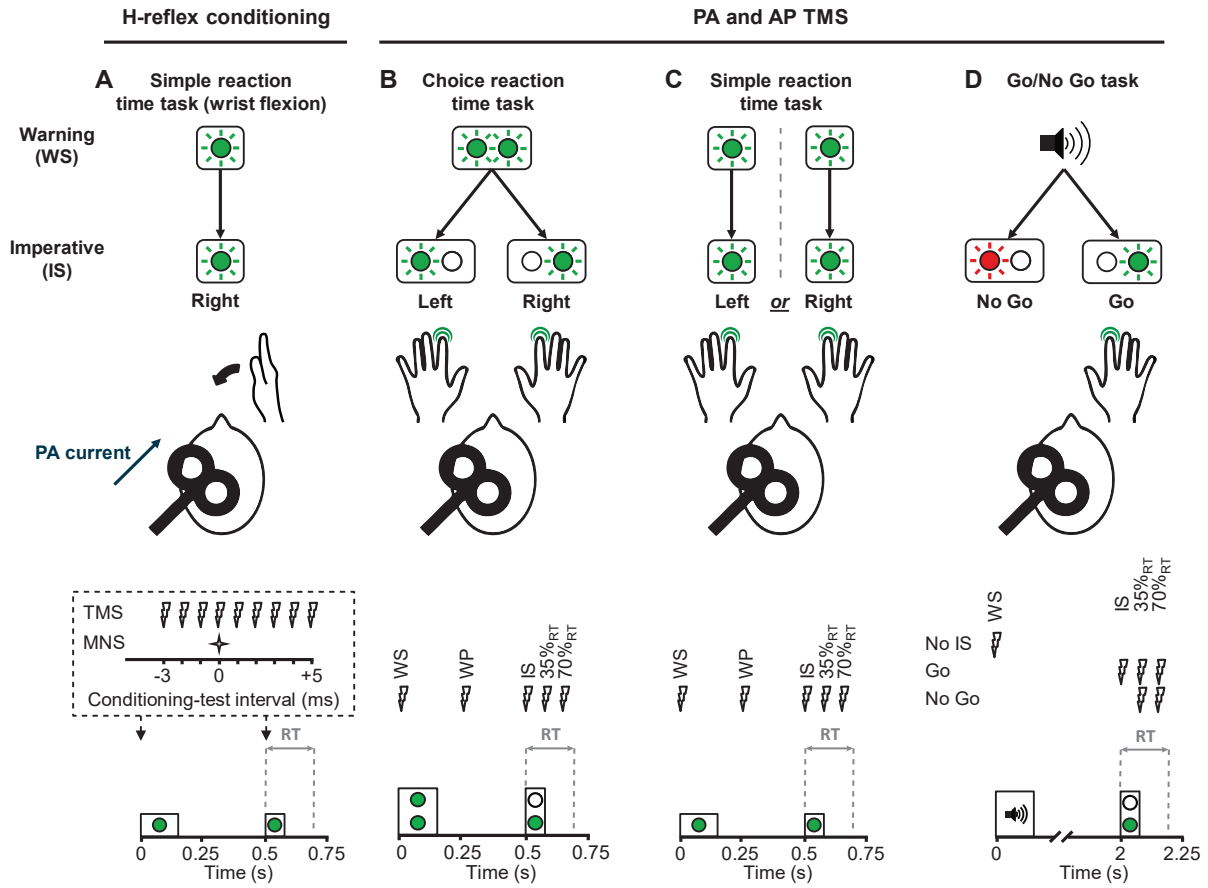 H-reflex conditioning
PA and AP TMS
A
Simple reaction
time task (wrist flexion)
B
Choice reaction
time task
C
Simple reaction
time task
D
Go/No Go task
Warning
(WS)
Imperative
(IS)
Right
Left
Right
Left or Right
No Go
Go
PA current
TMS
MNS
-3 0 +5
Conditioning-test interval (ms)
RT
0 0.25 0.5 0.75
Time (s)
WS
WP
IS
35%RT
70%RT
RT
0 0.25 0.5 0.75
Time (s)
WS
WP
IS
35%RT
70%RT
RT
0 0.25 0.5 0.75
Time (s)
WS
IS
35%RT
70%RT
No IS
Go
No Go
RT
0 2 2.25
Time (s)